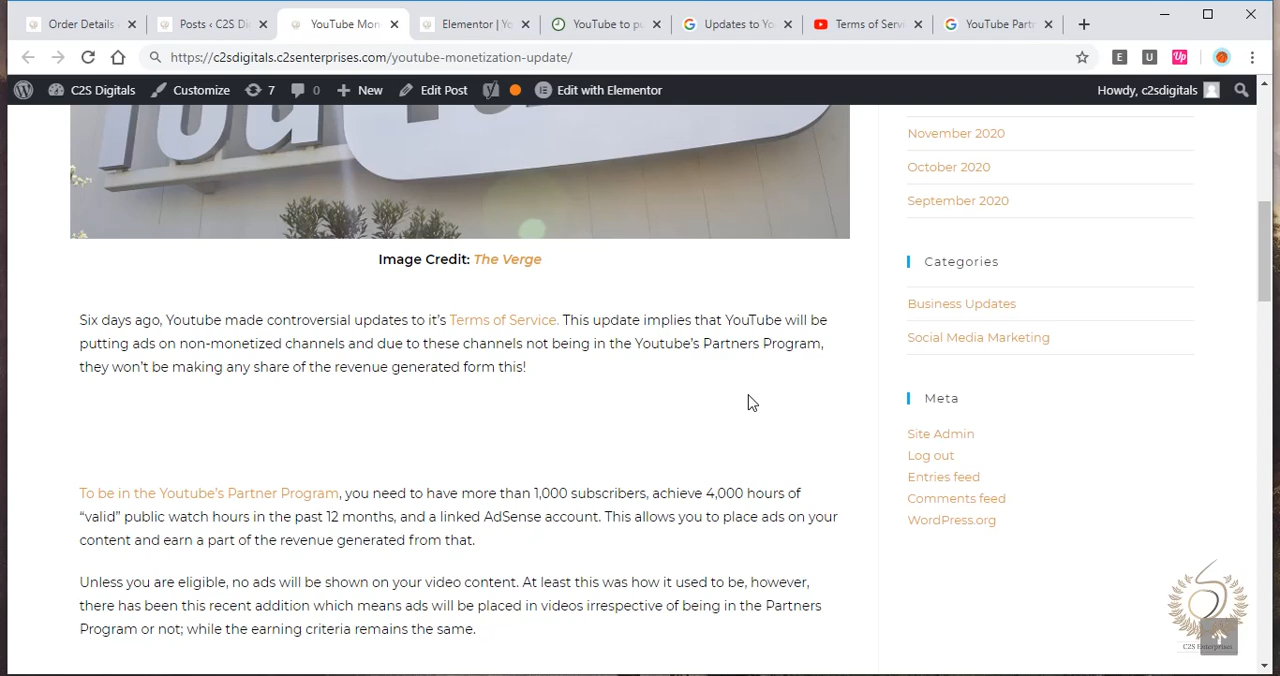 Order Details
Posts ‹ C2S Di
YouTube Mon
Elementor | Yo
YouTube to pu
Updates to Yo
Terms of Servi
YouTube Partn
https://c2sdigitals.c2senterprises.com/youtube-monetization-update/
E
U
Up
C2S Digitals
Customize
7
0
New
Edit Post
Edit with Elementor
Howdy, c2sdigitals
November 2020
October 2020
September 2020
Image Credit: The Verge
Categories
Business Updates
Social Media Marketing
Six days ago, Youtube made controversial updates to it’s Terms of Service. This update implies that YouTube will be
putting ads on non-monetized channels and due to these channels not being in the Youtube’s Partners Program,
they won’t be making any share of the revenue generated form this!
Meta
Site Admin
Log out
Entries feed
Comments feed
WordPress.org
To be in the Youtube’s Partner Program, you need to have more than 1,000 subscribers, achieve 4,000 hours of
“valid” public watch hours in the past 12 months, and a linked AdSense account. This allows you to place ads on your
content and earn a part of the revenue generated from that.
Unless you are eligible, no ads will be shown on your video content. At least this was how it used to be, however,
there has been this recent addition which means ads will be placed in videos irrespective of being in the Partners
Program or not; while the earning criteria remains the same.
C2S Enterprises